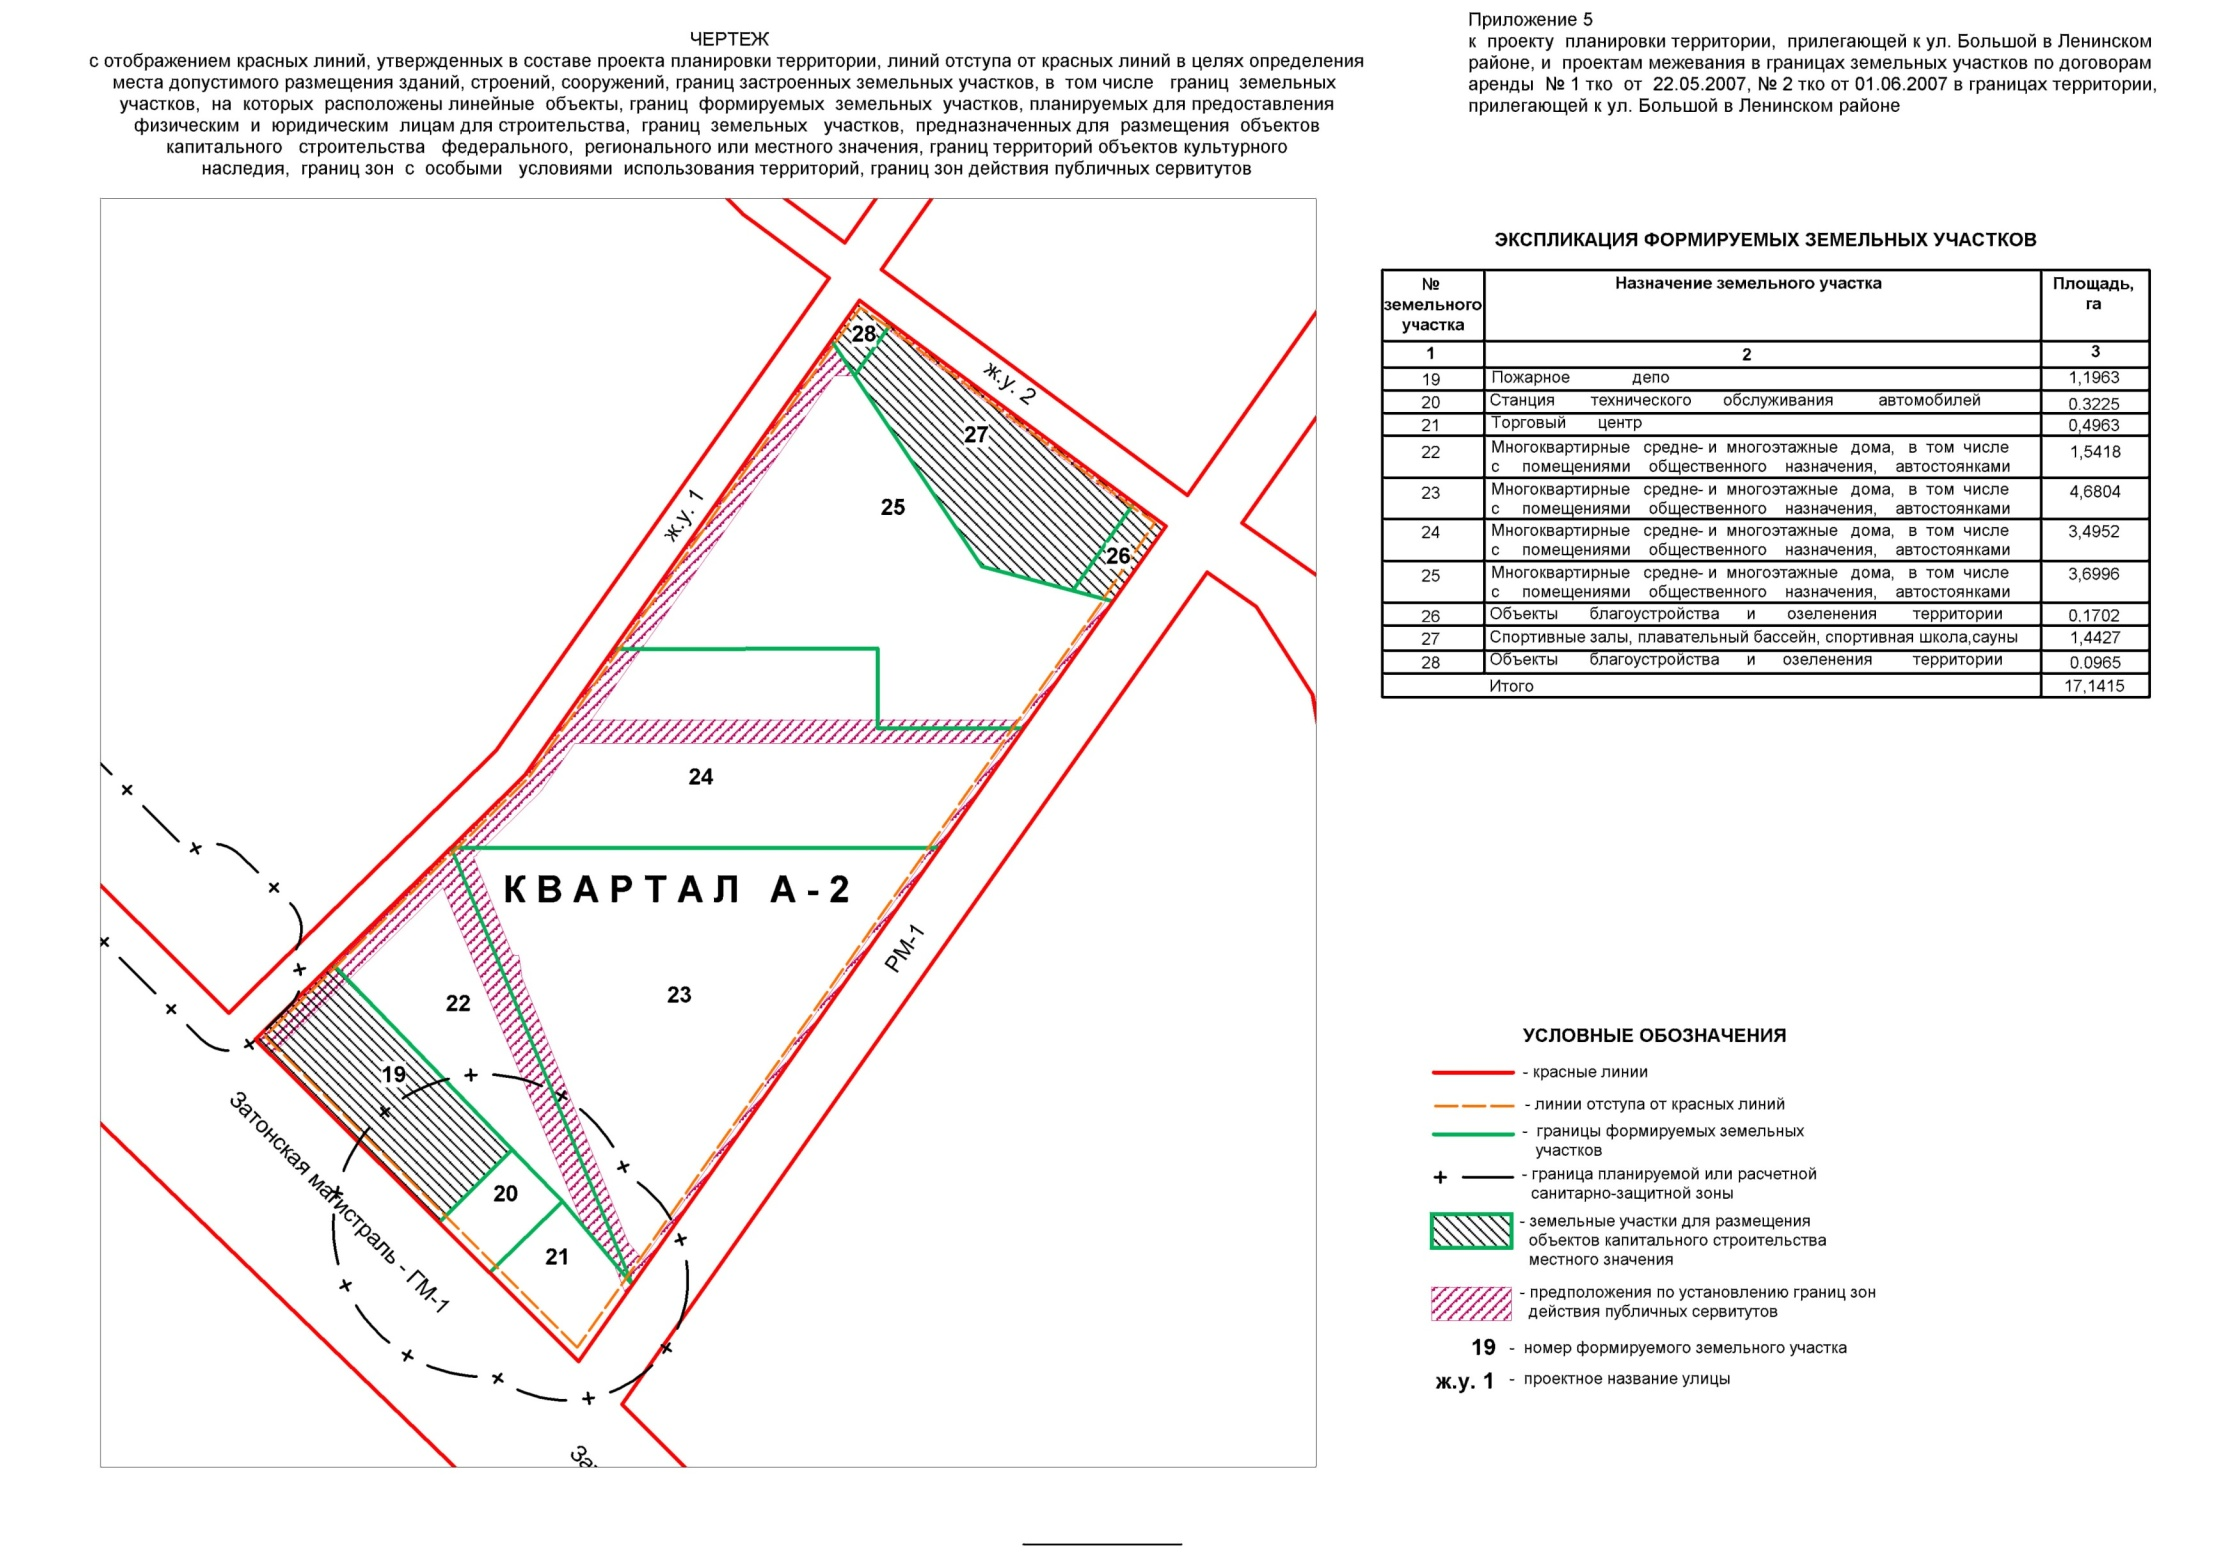 ЧЕРТЕЖ
с отображением красных линий, утвержденных в составе проекта планировки территории, линий отступа от красных линий в целях определения
места допустимого размещения зданий, строений, сооружений, границ застроенных земельных участков, в том числе границ земельных
участков, на которых расположены линейные объекты, границ формируемых земельных участков, планируемых для предоставления
физическим и юридическим лицам для строительства, границ земельных участков, предназначенных для размещения объектов
капитального строительства федерального, регионального или местного значения, границ территорий объектов культурного
наследия, границ зон с особыми условиями использования территорий, границ зон действия публичных сервитутов
Приложение 5
к проекту планировки территории, прилегающей к ул. Большой в Ленинском
районе, и проектам межевания в границах земельных участков по договорам
аренды № 1 тко от 22.05.2007, № 2 тко от 01.06.2007 в границах территории,
прилегающей к ул. Большой в Ленинском районе
28
ж.у. 2
27
25
ж.у. 1
26
24
КВАРТАЛ А-2
РМ-1
22
23
19
Затонская магистраль - ГМ-1
20
21
ЭКСПЛИКАЦИЯ ФОРМИРУЕМЫХ ЗЕМЕЛЬНЫХ УЧАСТКОВ
№ земельного участка Назначение земельного участка Площадь, га
1 2 3
19 Пожарное депо 1,1963
20 Станция технического обслуживания автомобилей 0.3225
21 Торговый центр 0,4963
22 Многоквартирные средне- и многоэтажные дома, в том числе 1,5418
с помещениями общественного назначения, автостоянками
23 Многоквартирные средне- и многоэтажные дома, в том числе 4,6804
с помещениями общественного назначения, автостоянками
24 Многоквартирные средне- и многоэтажные дома, в том числе 3,4952
с помещениями общественного назначения, автостоянками
25 Многоквартирные средне- и многоэтажные дома, в том числе 3,6996
с помещениями общественного назначения, автостоянками
26 Объекты благоустройства и озеленения территории 0.1702
27 Спортивные залы, плавательный бассейн, спортивная школа,сауны 1,4427
28 Объекты благоустройства и озеленения территории 0.0965
Итого 17,1415
УСЛОВНЫЕ ОБОЗНАЧЕНИЯ
- красные линии
- линии отступа от красных линий
- границы формируемых земельных
участков
- граница планируемой или расчетной
санитарно-защитной зоны
- земельные участки для размещения
объектов капитального строительства
местного значения
- предположения по установлению границ зон
действия публичных сервитутов
19 - номер формируемого земельного участка
ж.у. 1 - проектное название улицы